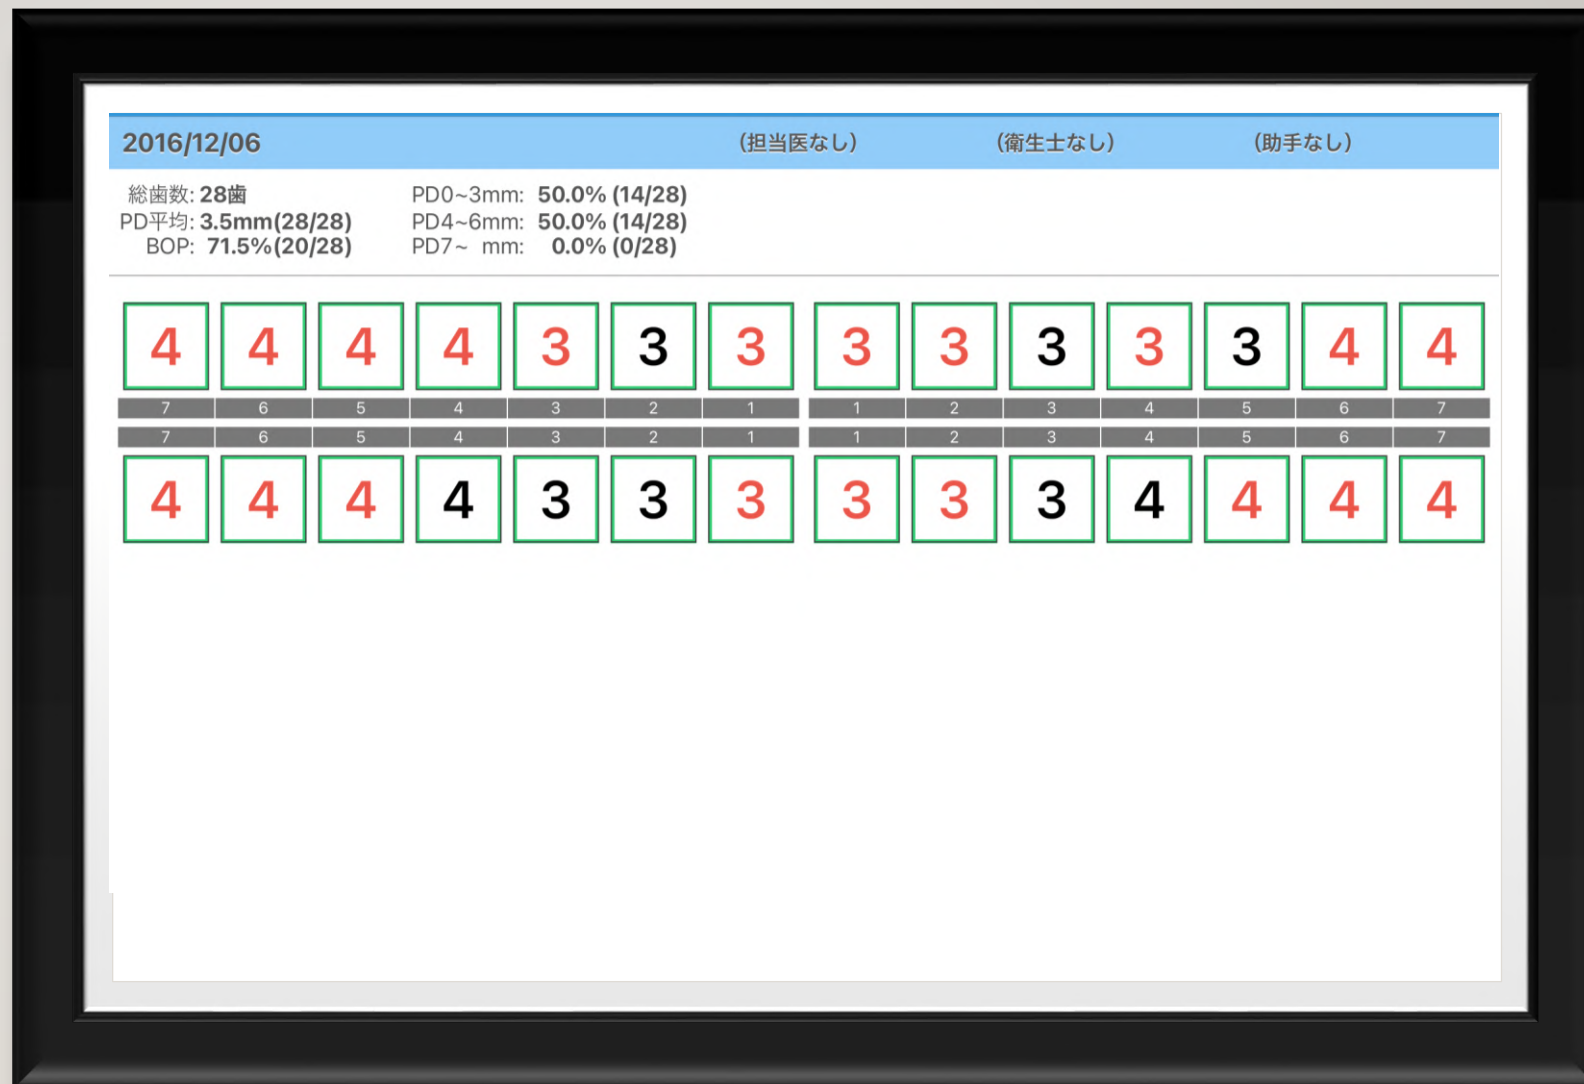 2016/12/06 (担当医なし) (衛生士なし) (助手なし)
総歯数: 28歯 PD0~3mm: 50.0% (14/28)
PD平均: 3.5mm(28/28) PD4~6mm: 50.0% (14/28)
BOP: 71.5%(20/28) PD7~ mm: 0.0% (0/28)
4 4 4 4 3 3 3 3 3 3 3 3 4 4
7 6 5 4 3 2 1 1 2 3 4 5 6 7
7 6 5 4 3 2 1 1 2 3 4 5 6 7
4 4 4 4 3 3 3 3 3 3 4 4 4 4